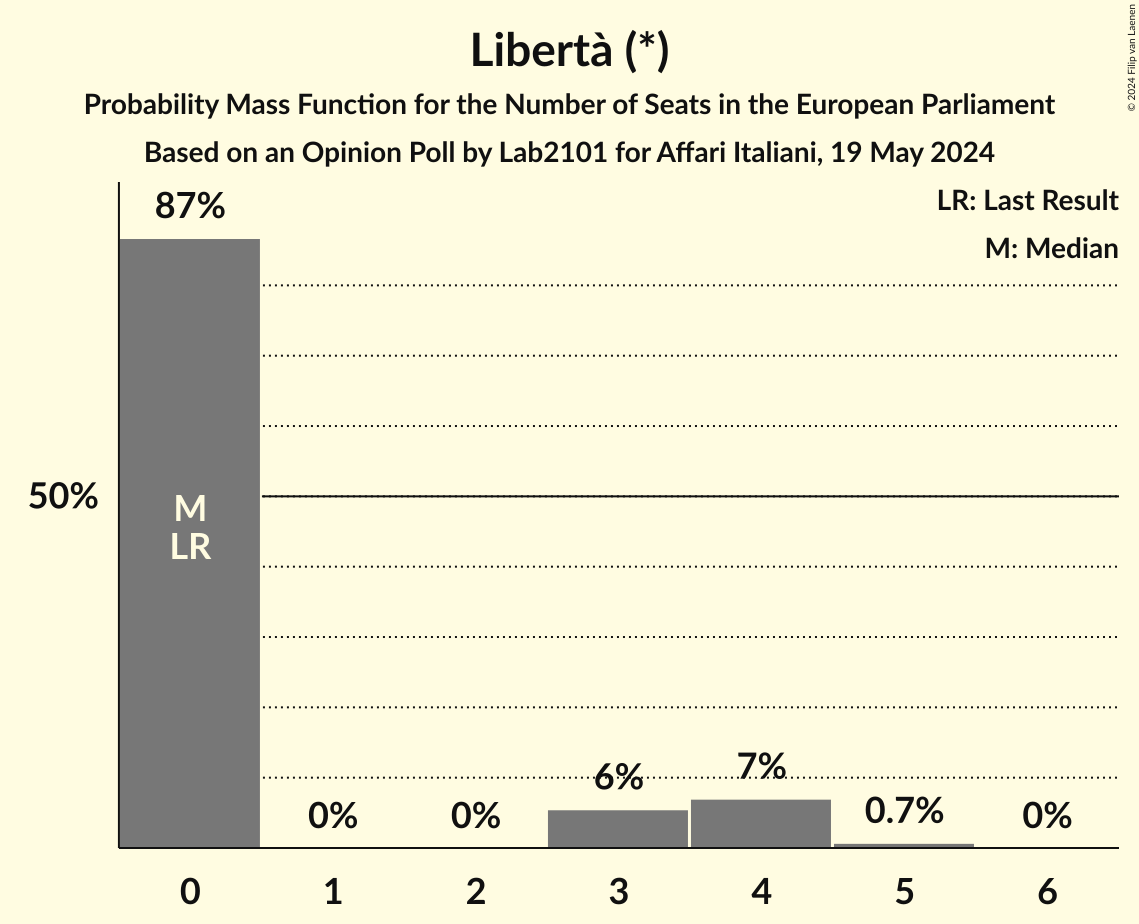 Libertà (*)
Probability Mass Function for the Number of Seats in the European Parliament
Based on an Opinion Poll by Lab2101 for Affari Italiani, 19 May 2024
© 2024 Filip van Laenen
LR: Last Result
M: Median
87%
50%
M
LR
0%
0%
6%
7%
0.7%
0%
0
1
2
3
4
5
6